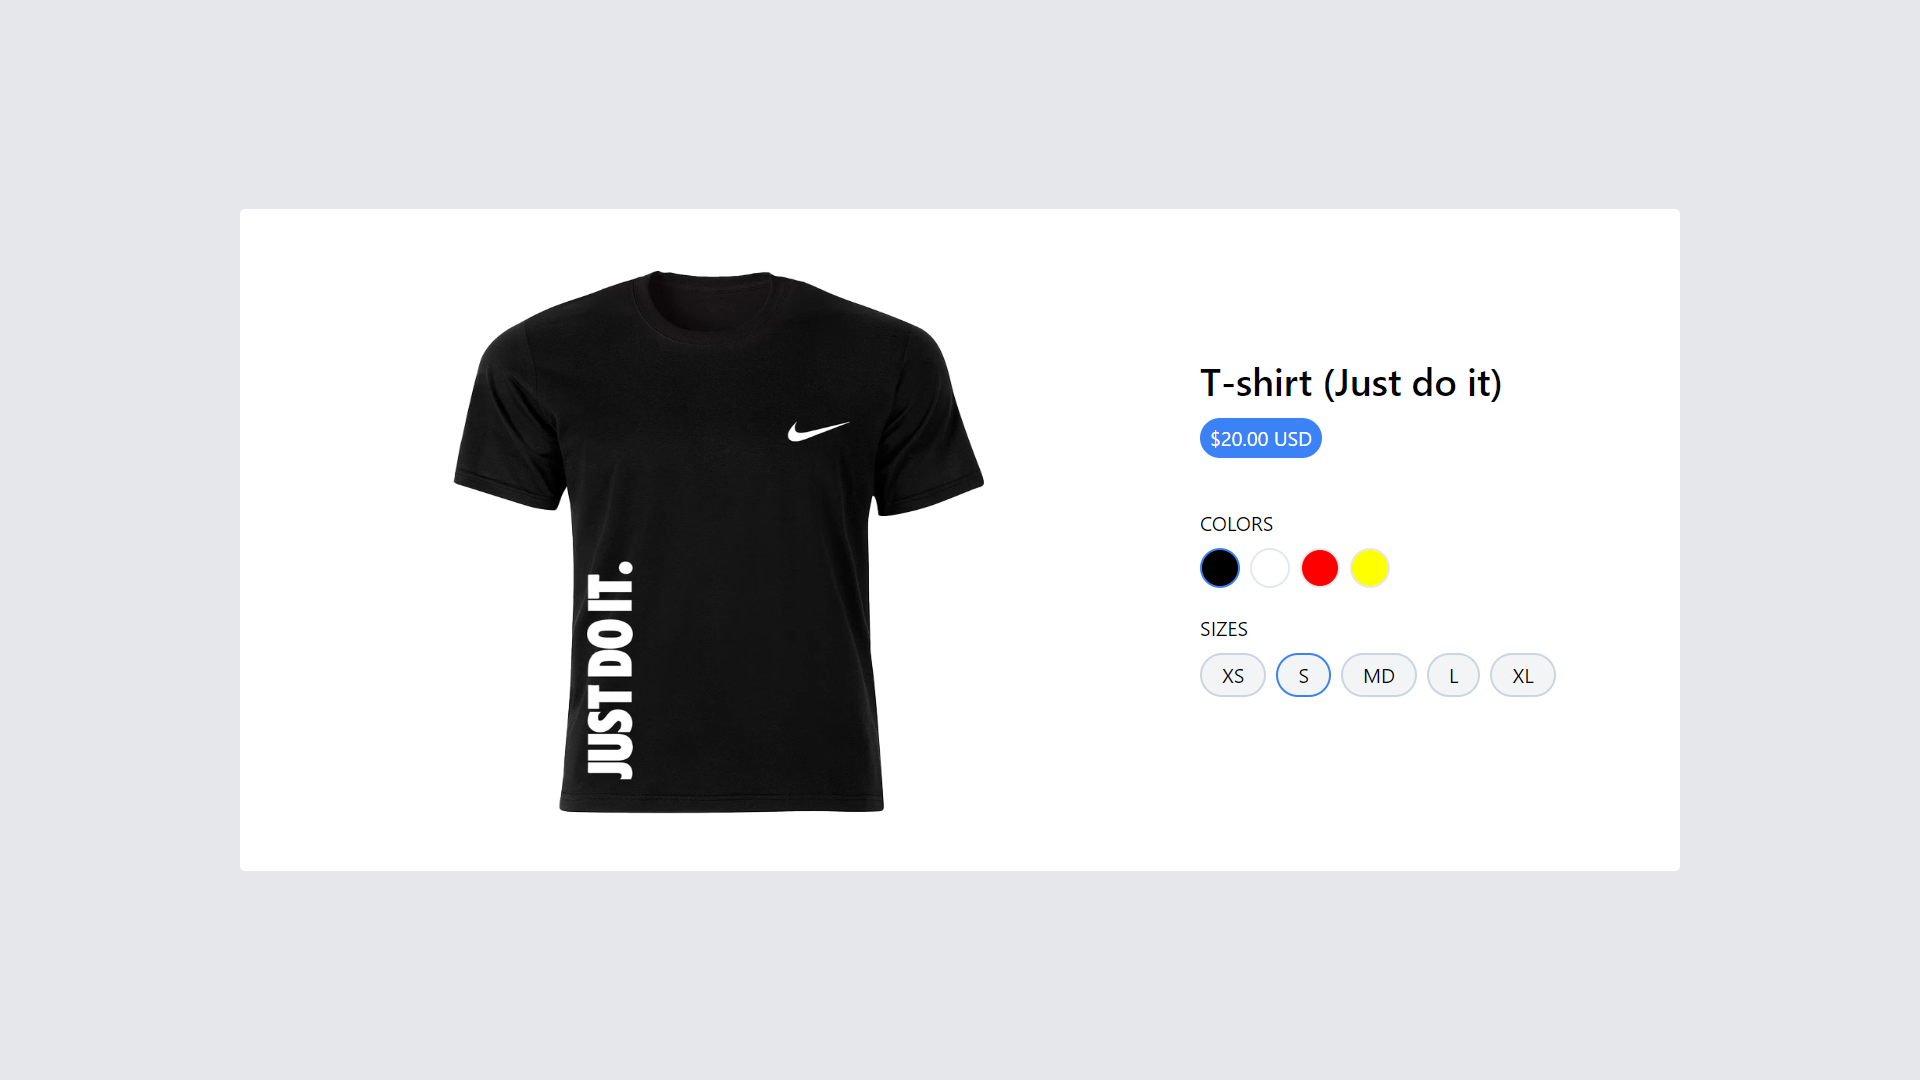 T-shirt (Just do it)
$20.00 USD
COLORS
SIZES
XS S MD L XL
JUST DO IT.